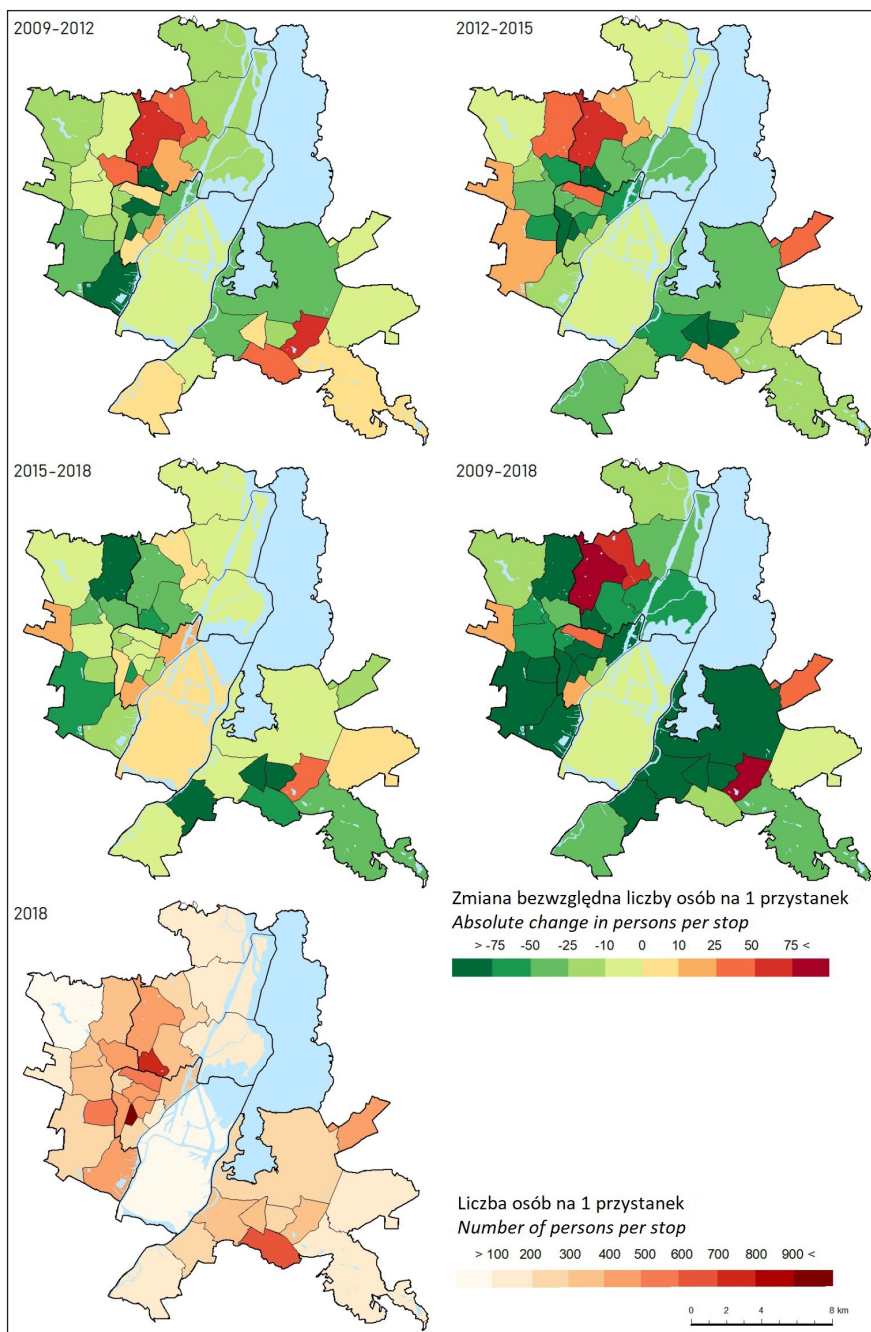 2009-2012
2012-2015
2015-2018
2009-2018
2018
Zmiana bezwzględna liczby osób na 1 przystanek
Absolute change in persons per stop
> -75 -50 -25 -10 0 10 25 50 75 <
Liczba osób na 1 przystanek
Number of persons per stop
> 100 200 300 400 500 600 700 800 900 <
0 2 4 8 km